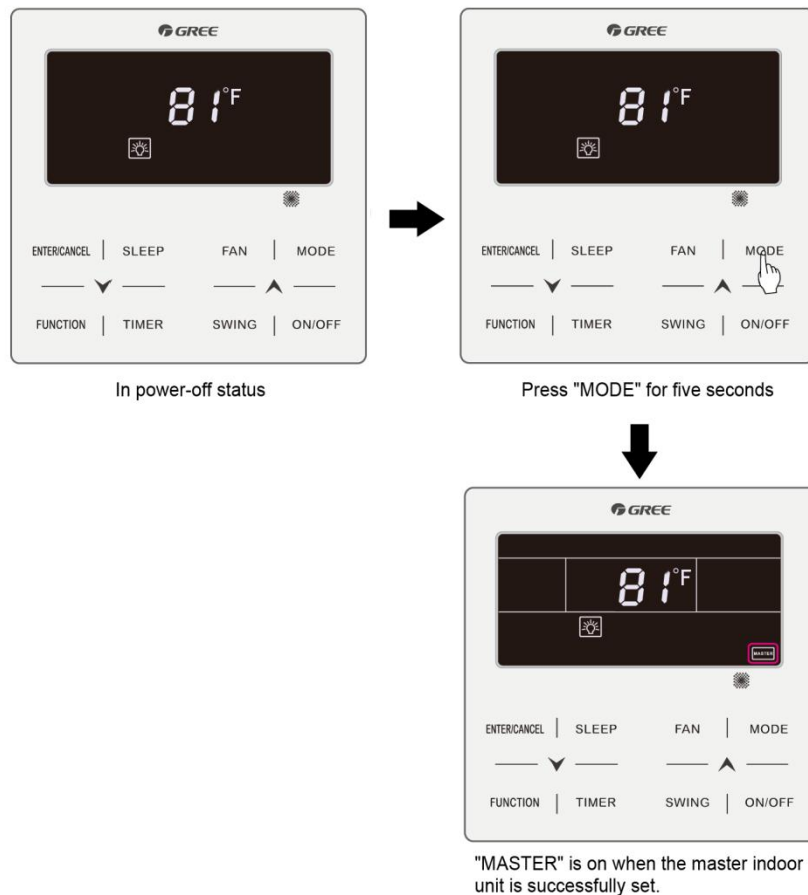 GREE
81°F
ENTER/CANCEL | SLEEP FAN | MODE
FUNCTION | TIMER SWING | ON/OFF
In power-off status
GREE
81°F
ENTER/CANCEL | SLEEP FAN | MODE
FUNCTION | TIMER SWING | ON/OFF
Press "MODE" for five seconds
GREE
81°F
MASTER
ENTER/CANCEL | SLEEP FAN | MODE
FUNCTION | TIMER SWING | ON/OFF
"MASTER" is on when the master indoor
unit is successfully set.